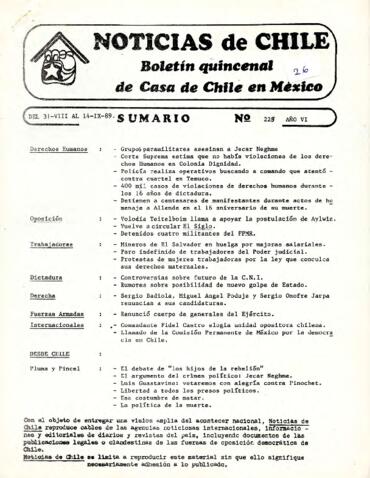 NOTICIAS de CHILE
Boletín quincenal
26
de Casa de Chile en México
DEL 31-VIII AL 14-IX-89. SUMARIO Nº 225 AÑO VI
Derechos Humanos : - Grupos paramilitares asesinan a Jecar Neghme
- Corte Suprema estima que no había violaciones de los derechos Humanos en Colonia Dignidad.
- Policía realiza operativos buscando a comando que atentó contra cuartel en Temuco.
- 400 mil casos de violaciones de derechos humanos durante los 16 años de dictadura.
- Detienen a centenares de manifestantes durante actos de homenaje a Allende en el 16 aniversario de su muerte.
Oposición : - Volodia Teitelboim llama a apoyar la postulación de Aylwin.
- Vuelve a circular El Siglo.
- Detenidos cuatro militantes del FPMR.
Trabajadores : - Mineros de El Salvador en huelga por mejoras salariales.
- Paro indefinido de trabajadores del Poder judicial.
- Protestas de mujeres trabajadoras por la ley que conculca sus derechos maternales.
Dictadura : - Controversias sobre futuro de la C.N.I.
- Rumores sobre posibilidad de nuevo golpe de Estado.
Derecha : - Sergio Badiola, Miguel Angel Poduje y Sergio Onofre Jarpa renuncian a sus candidaturas.
Fuerzas Armadas : - Renunció cuerpo de generales del Ejército.
Internacionales : - Comandante Fidel Castro elogia unidad opositora chilena.
- Llamado de la Comisión Permanente de México por la democracia en Chile.
DESDE CHILE :
Pluma y Pincel : - El debate de "los hijos de la rebelión"
- El argumento del crimen político: Jecar Neghme.
- Luis Guastavino: votaremos con alegría contra Pinochet.
- Libertad a todos los presos políticos.
- Esa costumbre de matar.
- La política de la muerte.
Con el objeto de entregar una visión amplia del acontecer nacional, Noticias de
Chile reproduce cables de las agencias noticiosas internacionales, informacio-
nes y editoriales de diarios y revistas del país, incluyendo documentos de las
publicaciones legales o clandestinas de las fuerzas de oposición democrática de
Chile.
Noticias de Chile se limita a reproducir este material sin que ello signifique
necesariamente adhesión a lo publicado.